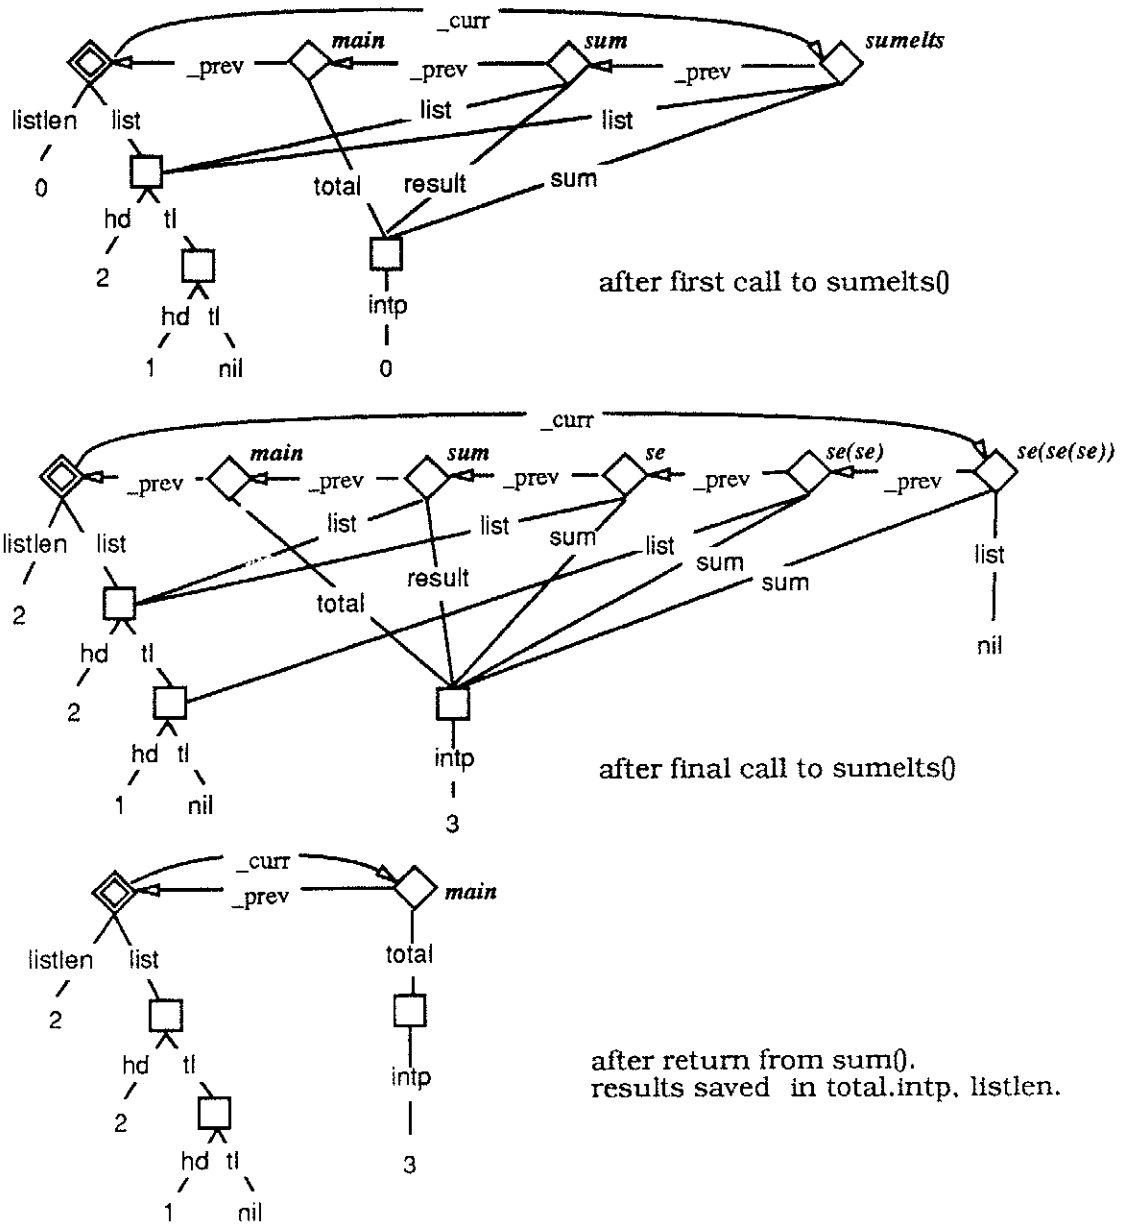 _curr
main
sum
sumelts
_prev
_prev
_prev
listlen
list
list
list
0
total
result
sum
hd
tl
2
intp
after first call to sumelts()
hd
tl
1
nil
0
_curr
main
sum
se
se(se)
se(se(se))
_prev
_prev
_prev
_prev
_prev
listlen
list
list
list
sum
list
sum
list
2
total
result
sum
hd
tl
nil
2
hd
tl
intp
after final call to sumelts()
1
nil
3
_curr
_prev
main
listlen
list
total
2
hd
tl
intp
after return from sum().
results saved in total.intp, listlen.
2
hd
tl
3
1
nil